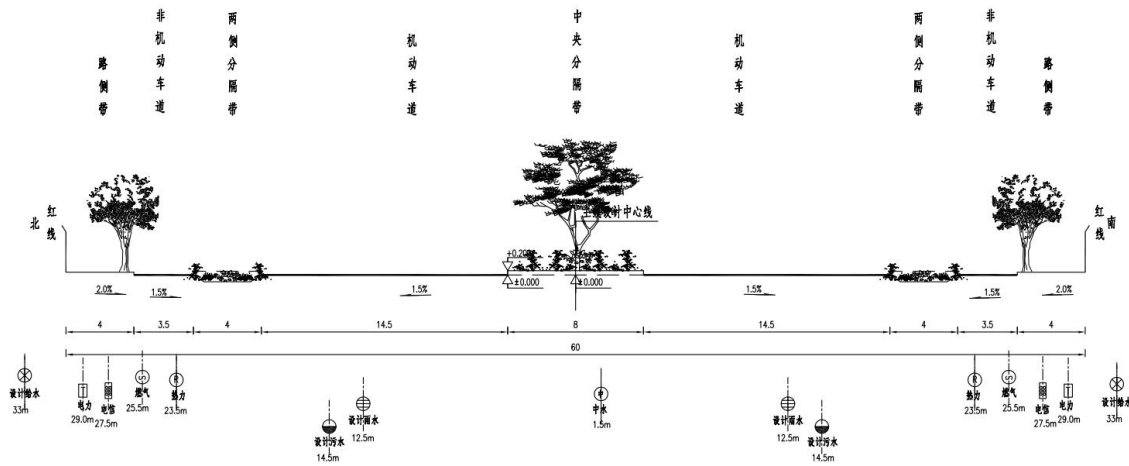 路侧带
非机动车道
两侧分隔带
机动车道
中央分隔带
机动车道
两侧分隔带
非机动车道
路侧带
红线
北
设计中心线
红线
南
+0.200
±0.000
±0.000
2.0%
1.5%
1.5%
1.5%
1.5%
2.0%
4
3.5
4
14.5
8
14.5
4
3.5
4
60
设计给水
33m
T
电力
29.0m
电信
27.5m
S
燃气
25.5m
R
热力
23.5m
设计污水
14.5m
设计雨水
12.5m
中
中水
1.5m
设计雨水
12.5m
设计污水
14.5m
R
热力
23.5m
S
燃气
25.5m
电信
27.5m
T
电力
29.0m
设计给水
33m